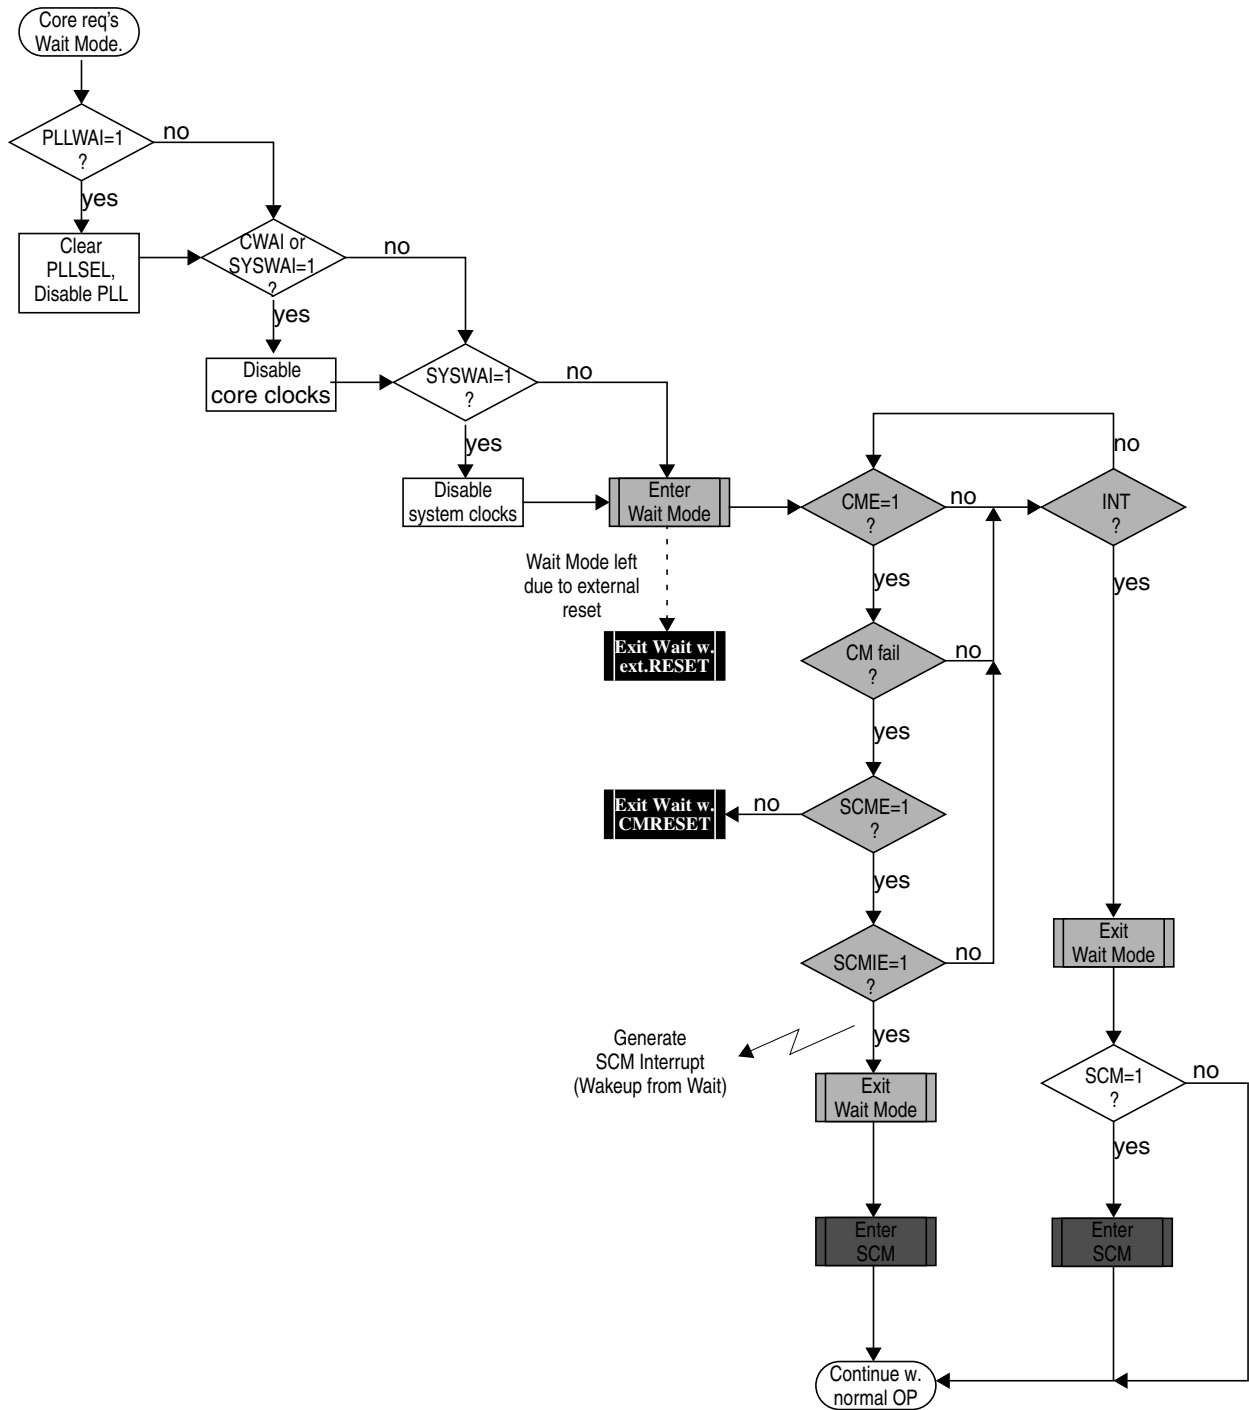 Core req's
Wait Mode.
PLLWAI=1
?
no
yes
Clear
PLLSEL,
Disable PLL
CWAI or
SYSWAI=1
?
no
yes
Disable
core clocks
SYSWAI=1
?
no
yes
Disable
system clocks
Enter
Wait Mode
Wait Mode left
due to external
reset
Exit Wait w.
ext.RESET
CME=1
?
no
yes
INT
?
no
yes
CM fail
?
no
yes
SCME=1
?
no
yes
Exit Wait w.
CMRESET
SCMIE=1
?
no
yes
Generate
SCM Interrupt
(Wakeup from Wait)
Exit
Wait Mode
Enter
SCM
Exit
Wait Mode
SCM=1
?
no
yes
Enter
SCM
Continue w.
normal OP